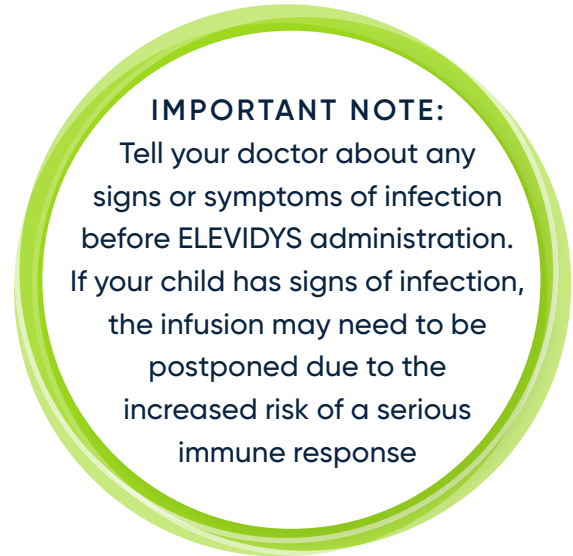 IMPORTANT NOTE:
Tell your doctor about any
signs or symptoms of infection
before ELEVIDYS administration.
If your child has signs of infection,
the infusion may need to be
postponed due to the
increased risk of a serious
immune response